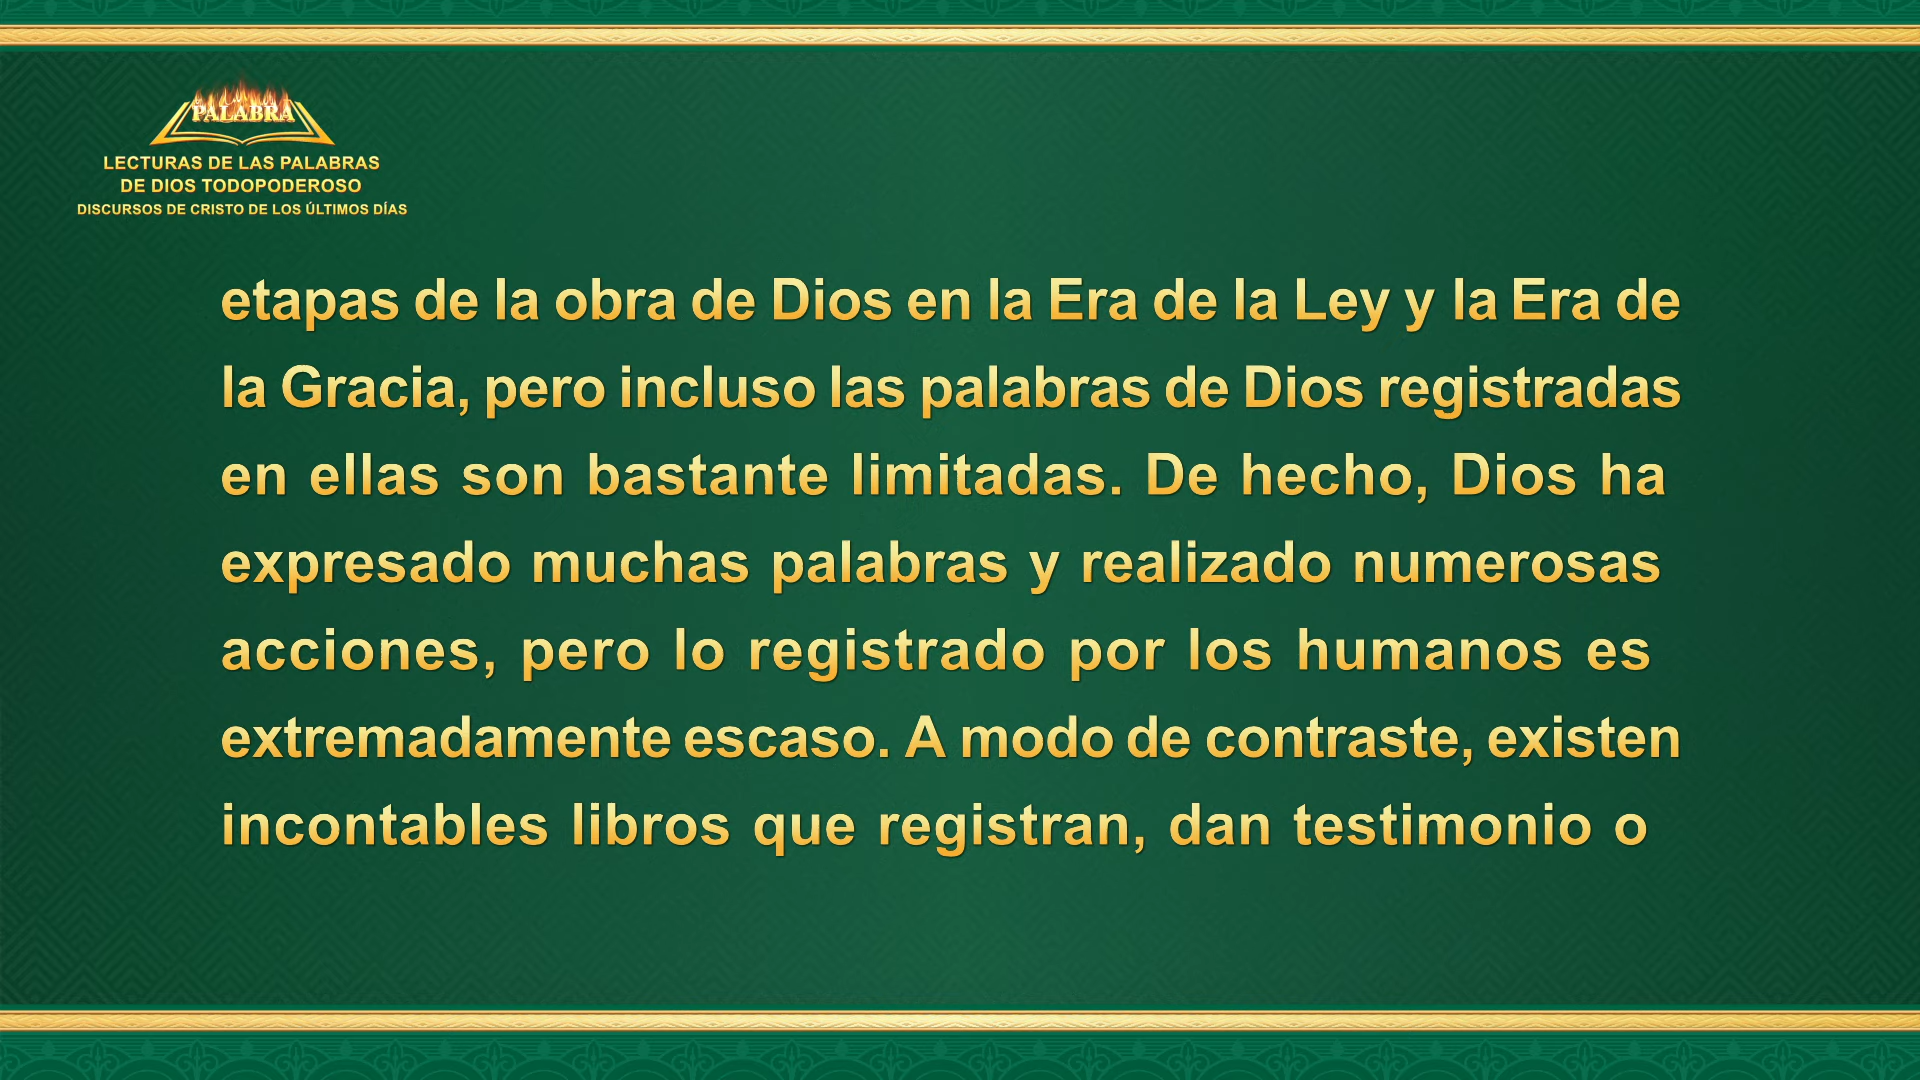 PALABRA
LECTURAS DE LAS PALABRAS
DE DIOS TODOPODEROSO
DISCURSOS DE CRISTO DE LOS ÚLTIMOS DÍAS
etapas de la obra de Dios en la Era de la Ley y la Era de
la Gracia, pero incluso las palabras de Dios registradas
en ellas son bastante limitadas. De hecho, Dios ha
expresado muchas palabras y realizado numerosas
acciones, pero lo registrado por los humanos es
extremadamente escaso. A modo de contraste, existen
incontables libros que registran, dan testimonio o